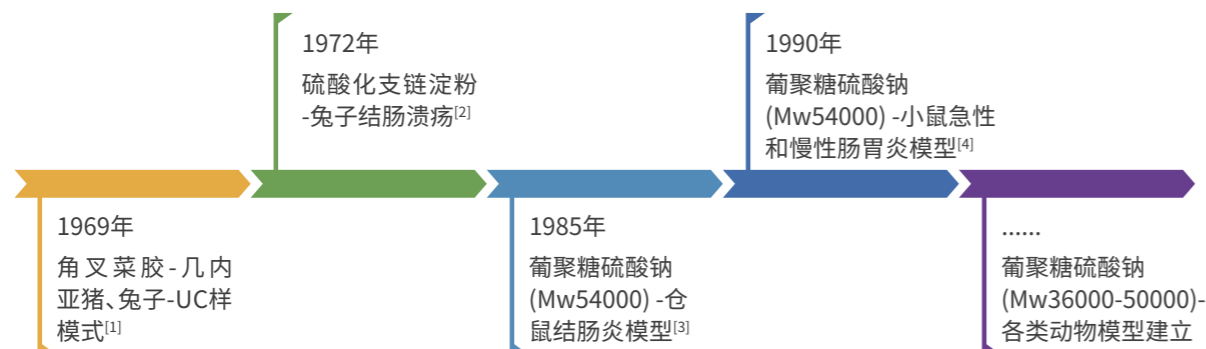 1969年
角叉菜胶-几内
亚猪、兔子-UC样
模式[1]
1972年
硫酸化支链淀粉
-兔子结肠溃疡[2]
1985年
葡聚糖硫酸钠
(Mw54000) -仓
鼠结肠炎模型[3]
1990年
葡聚糖硫酸钠
(Mw54000) -小鼠急性
和慢性肠胃炎模型[4]
......
葡聚糖硫酸钠
(Mw36000-50000)-
各类动物模型建立